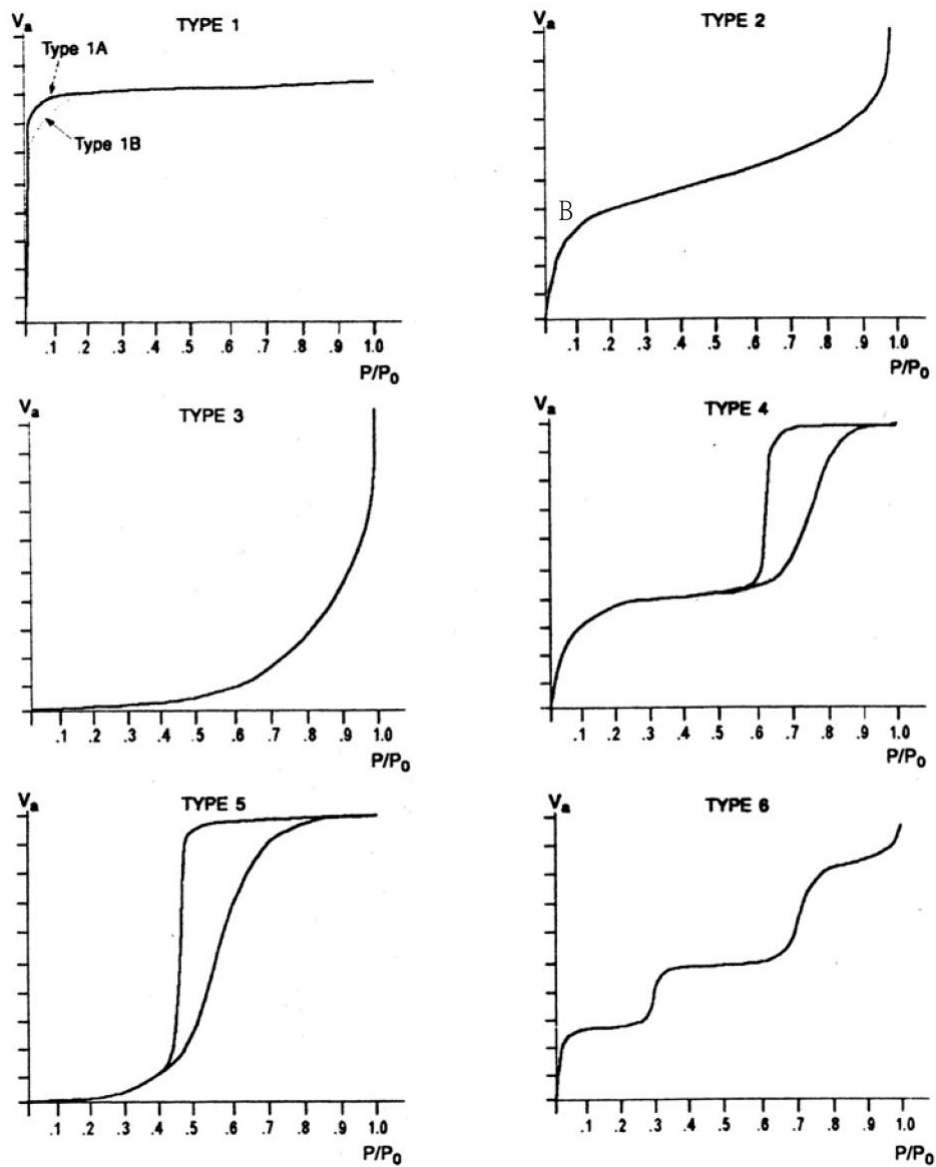 Va TYPE 1
Type 1A
Type 1B
.1 .2 .3 .4 .5 .6 .7 .8 .9 1.0
P/P0
Va TYPE 2
B
.1 .2 .3 .4 .5 .6 .7 .8 .9 1.0
P/P0
Va TYPE 3
.1 .2 .3 .4 .5 .6 .7 .8 .9 1.0
P/P0
Va TYPE 4
.1 .2 .3 .4 .5 .6 .7 .8 .9 1.0
P/P0
Va TYPE 5
.1 .2 .3 .4 .5 .6 .7 .8 .9 1.0
P/P0
Va TYPE 6
.1 .2 .3 .4 .5 .6 .7 .8 .9 1.0
P/P0